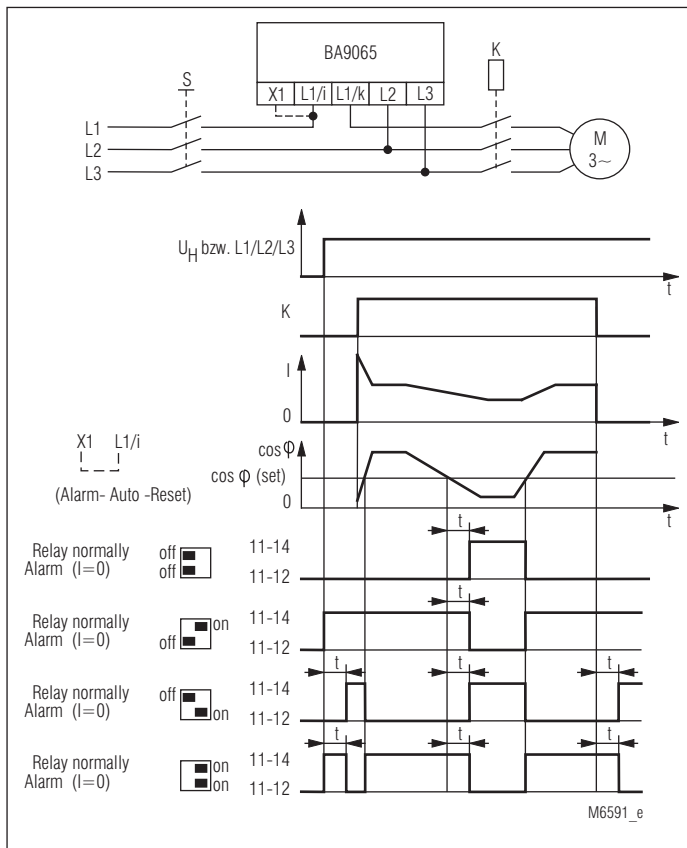 BA9065
K
S
X1 L1/i L1/k L2 L3
L1
L2
L3
M
3~
U_H bzw. L1/L2/L3
t
K
I
0
t
X1 L1/i
(Alarm- Auto -Reset)
cos φ
cos φ (set)
0
t
t
Relay normally off 11-14
Alarm (I=0) off 11-12
t
Relay normally on 11-14
Alarm (I=0) off 11-12
t t t
Relay normally off 11-14
Alarm (I=0) on 11-12
t t t
Relay normally on 11-14
Alarm (I=0) on 11-12
M6591_e